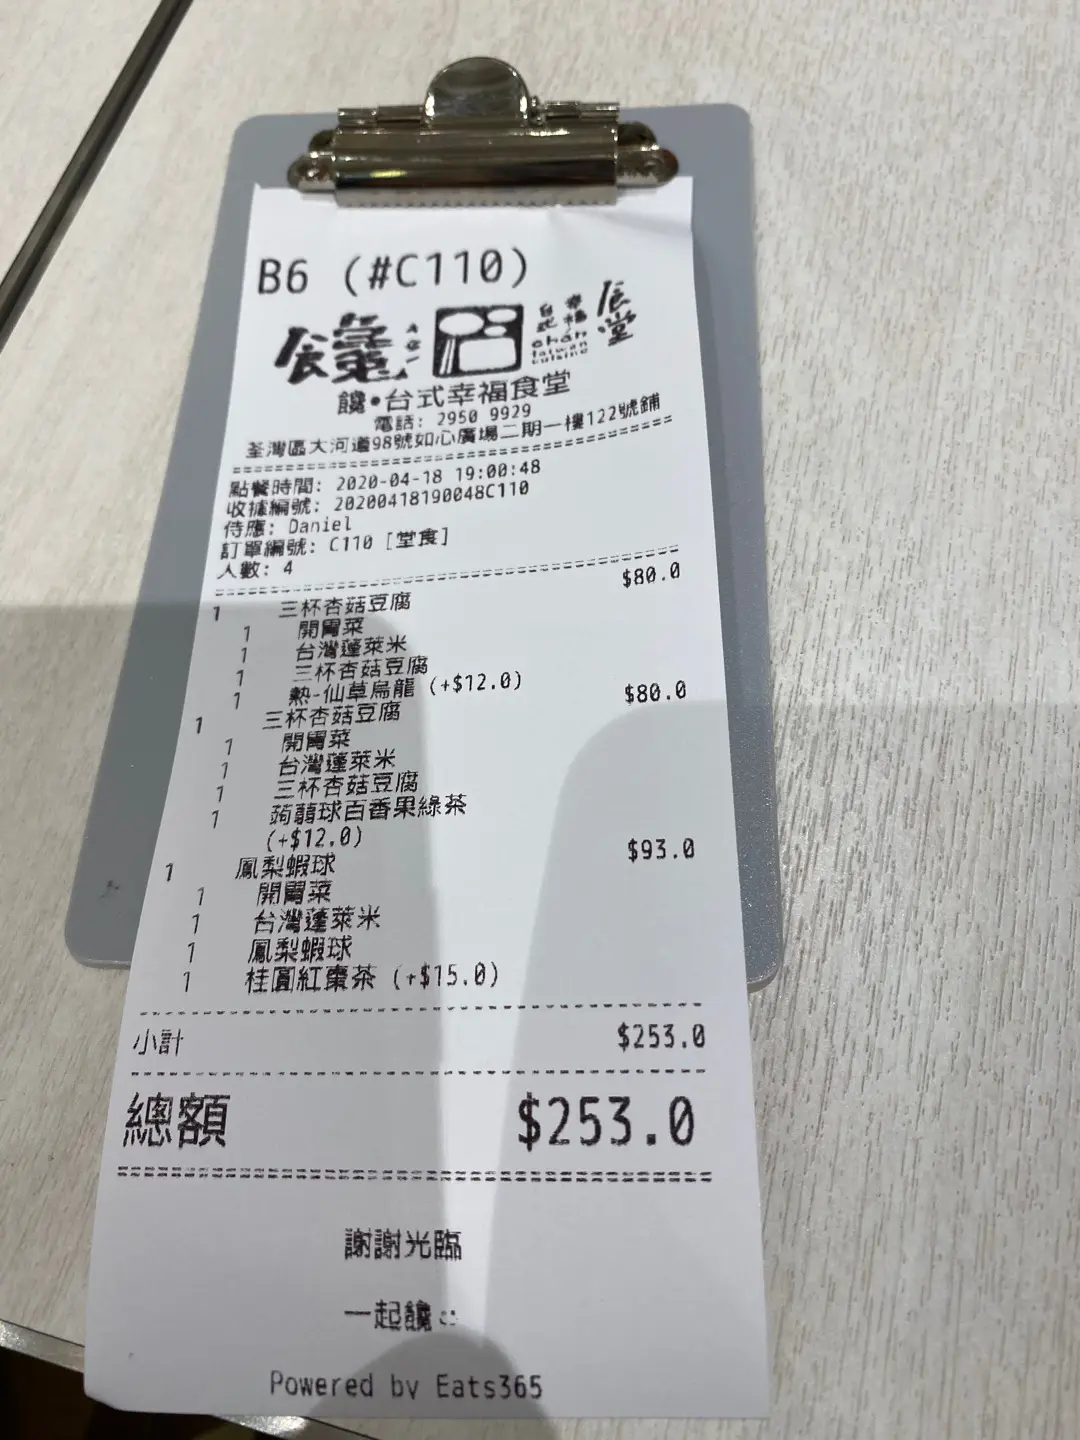 B6 (#C110)
饞
台式幸福食堂
chán
taiwan
cuisine
饞•台式幸福食堂
電話: 2950 9929
荃灣區大河道98號如心廣場二期一樓122號鋪
點餐時間: 2020-04-18 19:00:48
收據編號: 20200418190048C110
侍應: Daniel
訂單編號: C110 [堂食]
人數: 4
1 三杯杏菇豆腐 $80.0
1 開胃菜
1 台灣蓬萊米
1 三杯杏菇豆腐
1 熱-仙草烏龍 (+$12.0)
1 三杯杏菇豆腐 $80.0
1 開胃菜
1 台灣蓬萊米
1 三杯杏菇豆腐
1 蒟蒻球百香果綠茶
(+$12.0)
1 鳳梨蝦球 $93.0
1 開胃菜
1 台灣蓬萊米
1 鳳梨蝦球
1 桂圓紅棗茶 (+$15.0)
小計 $253.0
總額 $253.0
謝謝光臨
一起饞
Powered by Eats365